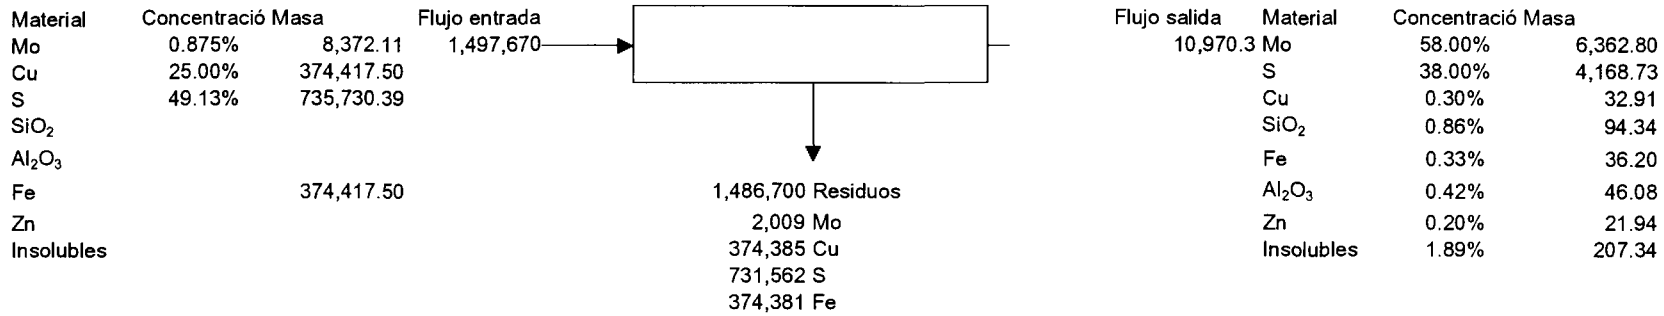 Material Concentració Masa Flujo entrada Flujo salida Material Concentració Masa
Mo 0.875% 8,372.11 1,497,670 10,970.3 Mo 58.00% 6,362.80
Cu 25.00% 374,417.50 S 38.00% 4,168.73
S 49.13% 735,730.39 Cu 0.30% 32.91
SiO₂ SiO₂ 0.86% 94.34
Al₂O₃ Fe 0.33% 36.20
Fe 374,417.50 1,486,700 Residuos Al₂O₃ 0.42% 46.08
Zn 2,009 Mo Zn 0.20% 21.94
Insolubles 374,385 Cu Insolubles 1.89% 207.34
731,562 S
374,381 Fe